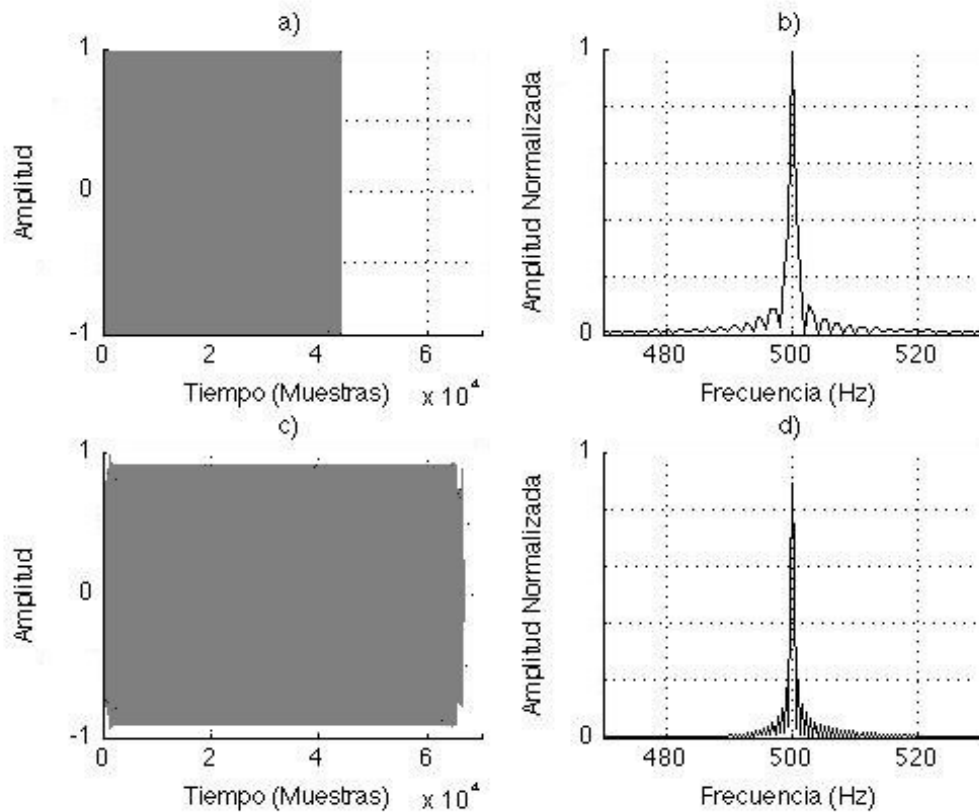 a)
Amplitud
1
0
-1
0 2 4 6
Tiempo (Muestras) x 10⁴
b)
Amplitud Normalizada
1
0
480 500 520
Frecuencia (Hz)
c)
Amplitud
1
0
-1
0 2 4 6
Tiempo (Muestras) x 10⁴
d)
Amplitud Normalizada
1
0
480 500 520
Frecuencia (Hz)